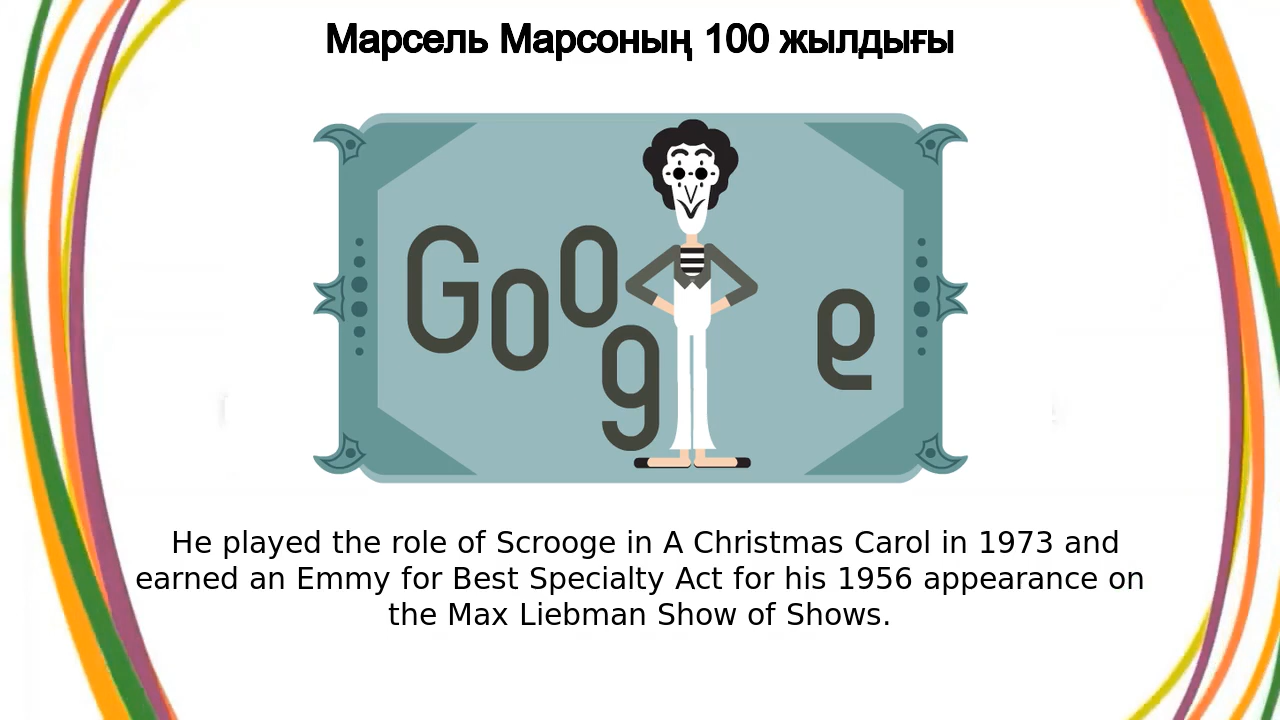 Марсель Марсоның 100 жылдығы
Goog e
He played the role of Scrooge in A Christmas Carol in 1973 and
earned an Emmy for Best Specialty Act for his 1956 appearance on
the Max Liebman Show of Shows.